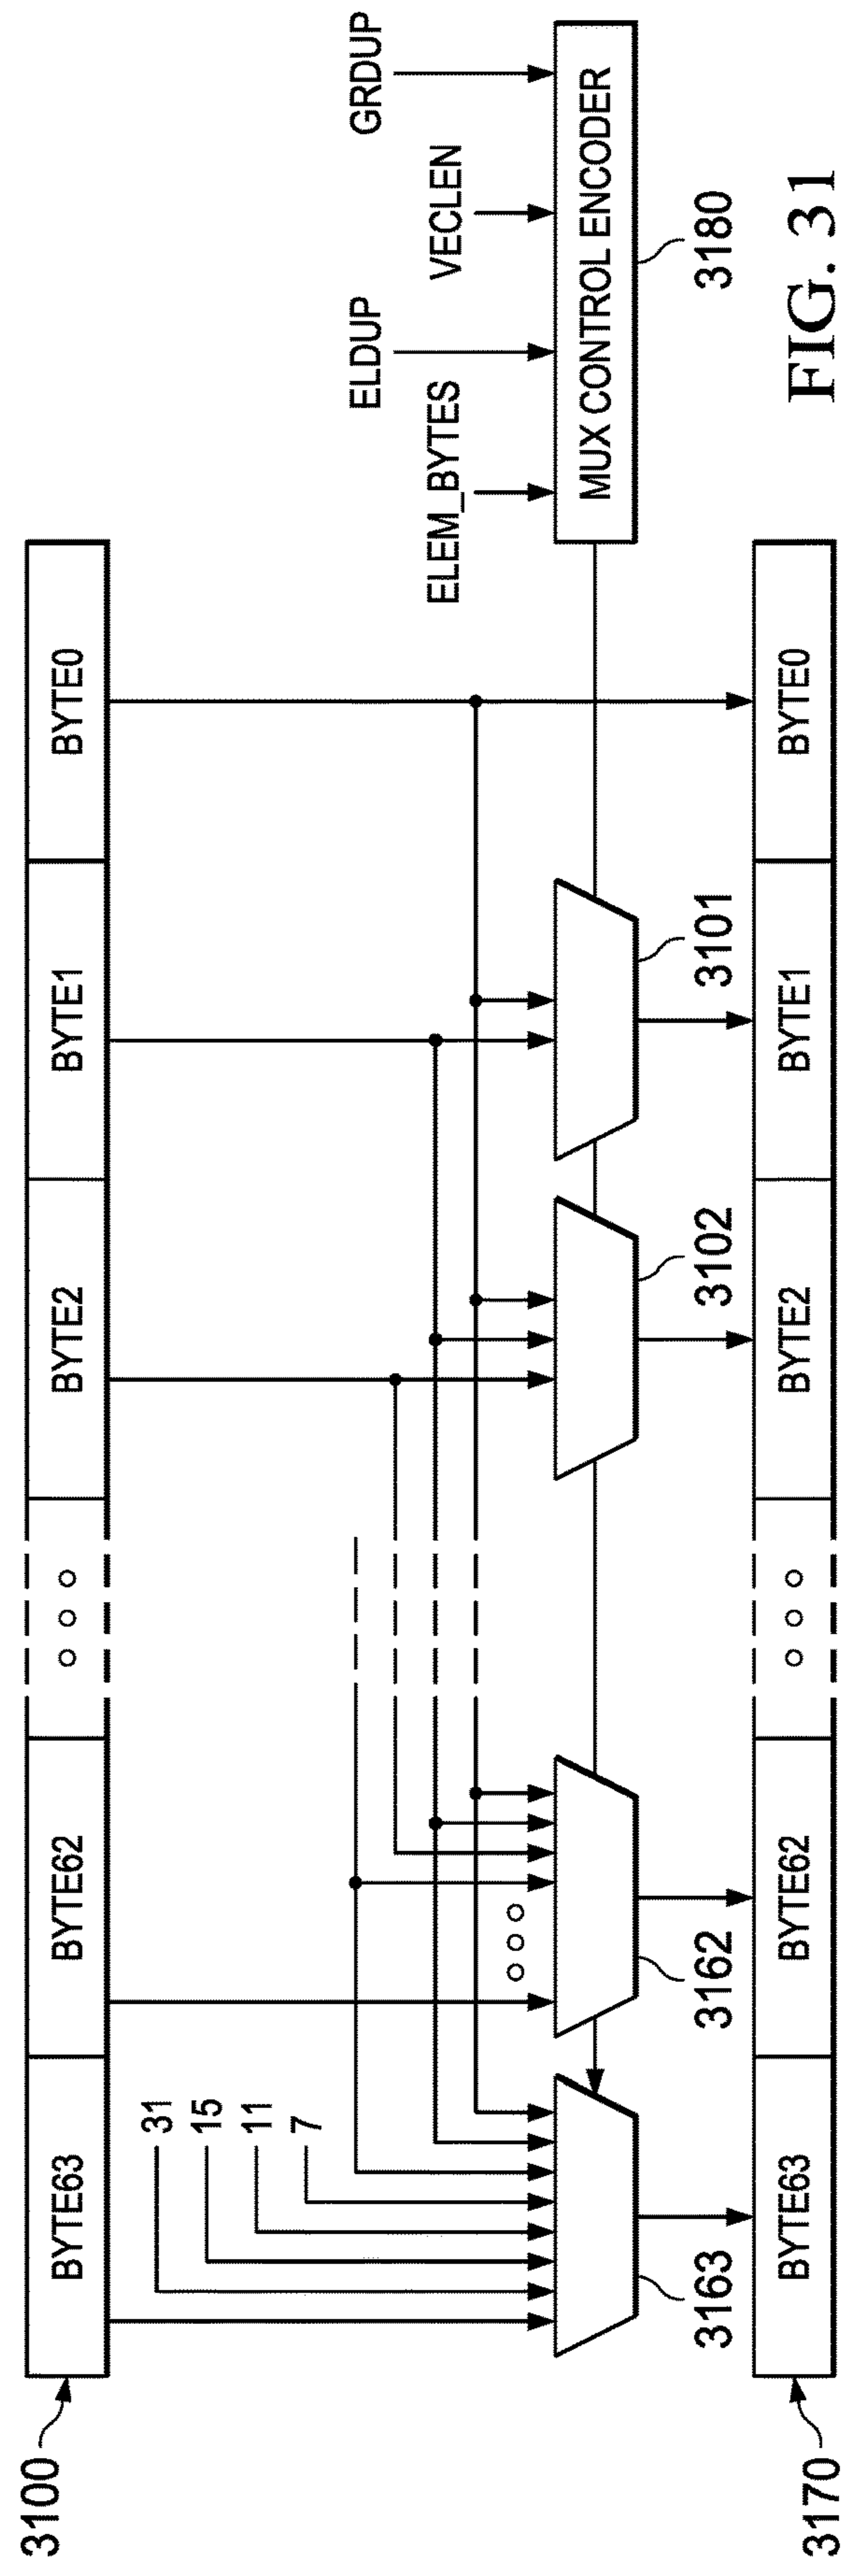 3100
BYTE63
BYTE62
BYTE2
BYTE1
BYTE0
31
15
11
7
GRDUP
ELDUP
VECLEN
ELEM_BYTES
MUX CONTROL ENCODER
3163
3162
3102
3101
3180
BYTE63
BYTE62
BYTE2
BYTE1
BYTE0
3170
FIG. 31